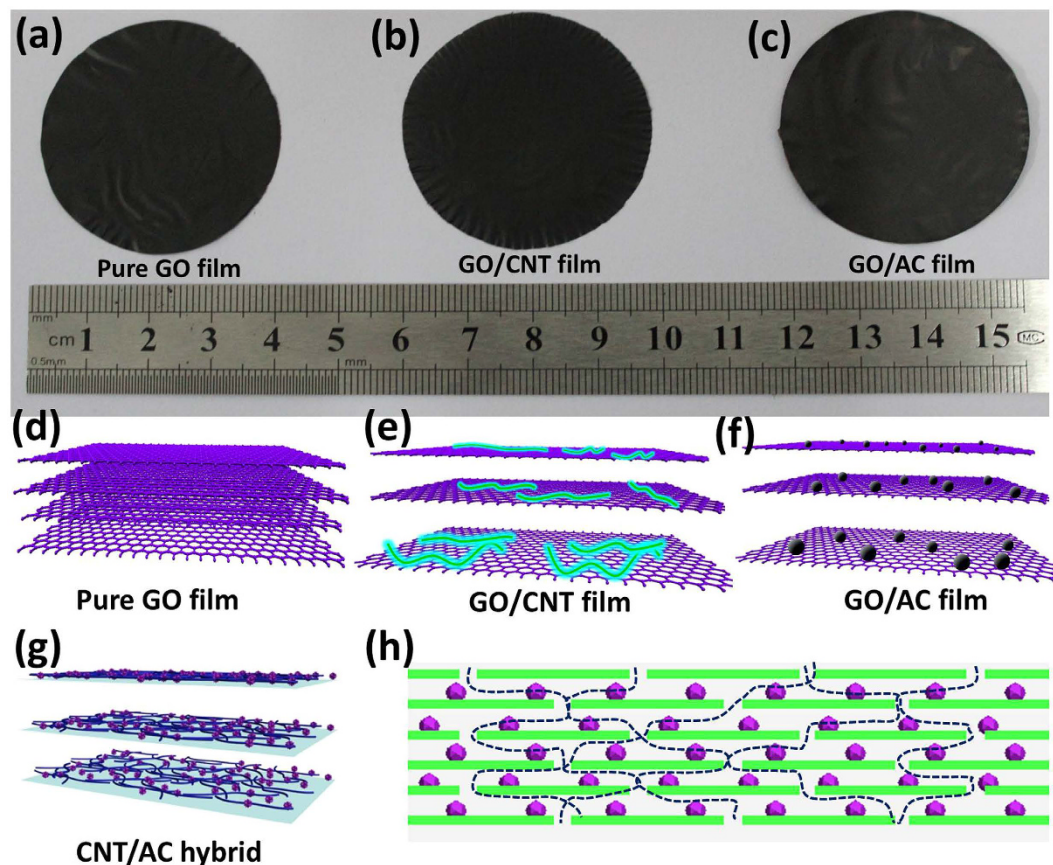 (a)
(b)
(c)
Pure GO film
GO/CNT film
GO/AC film
mm
cm 1 2 3 4 5 6 7 8 9 10 11 12 13 14 15 MC
0.5mm
mm
(d)
(e)
(f)
Pure GO film
GO/CNT film
GO/AC film
(g)
(h)
CNT/AC hybrid